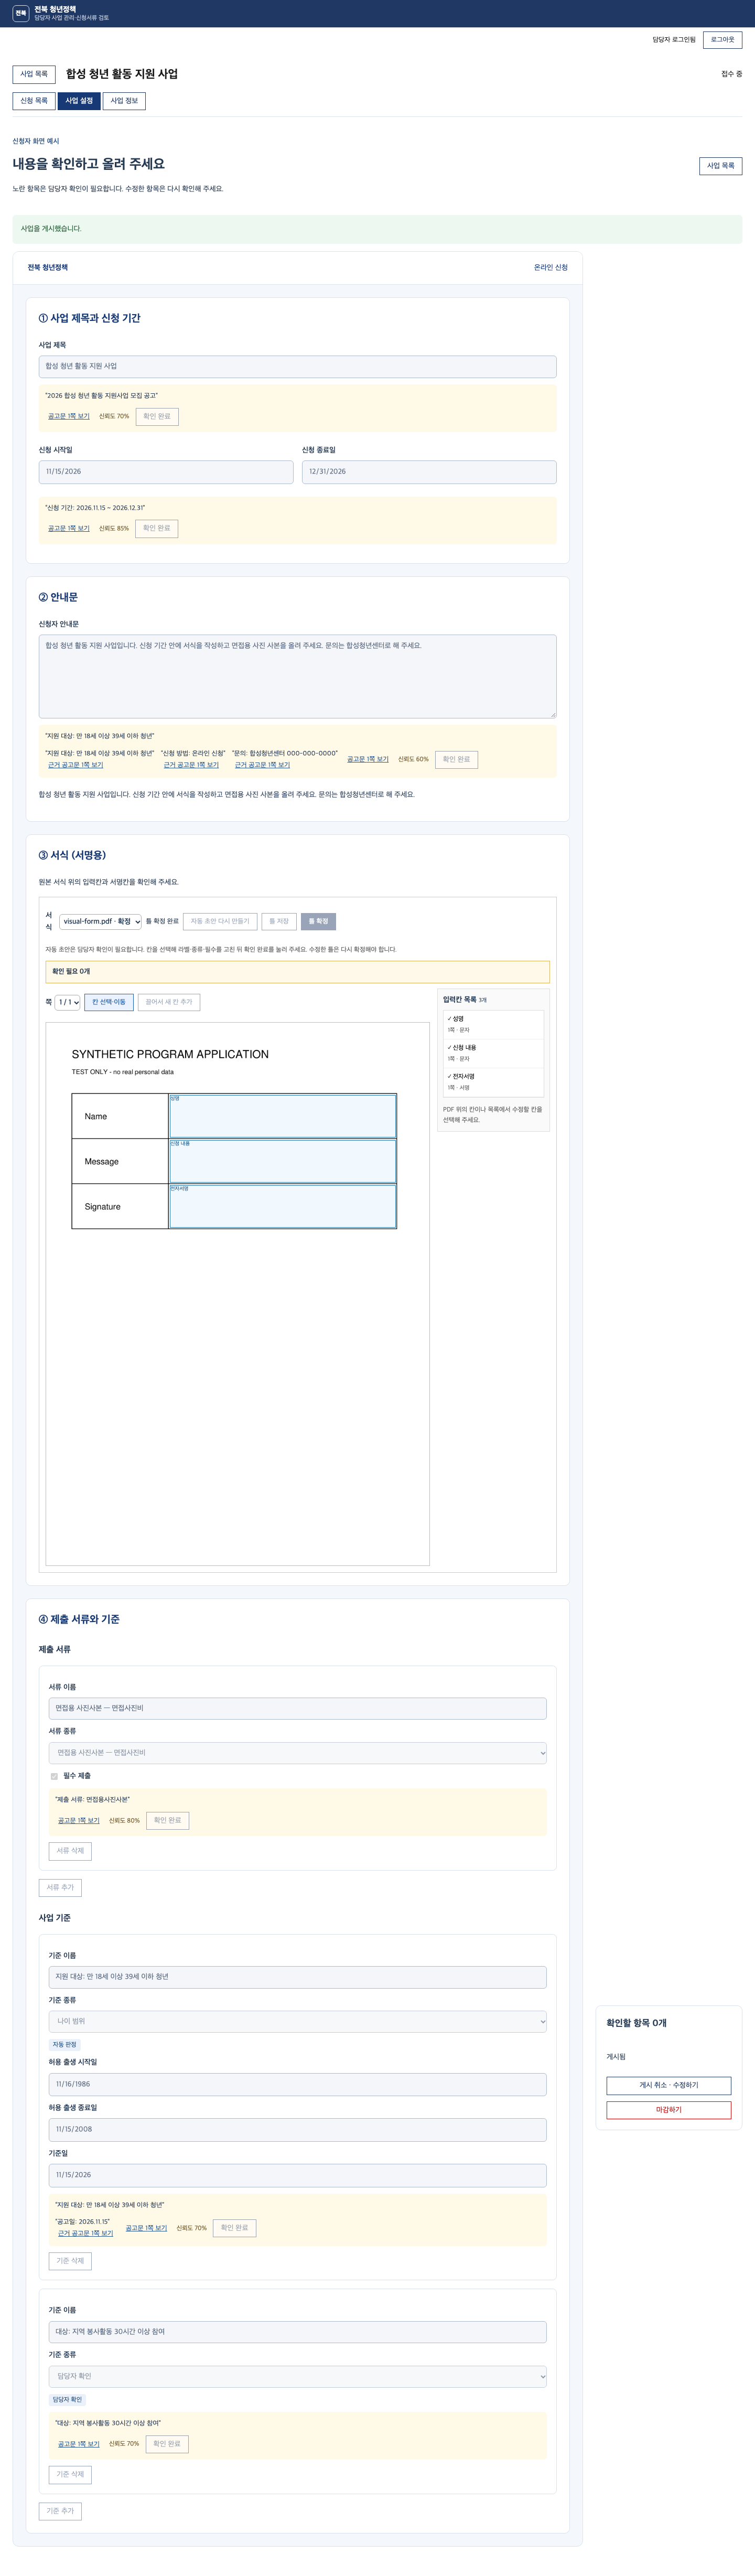 전북
전북 청년정책
담당자 사업 관리·신청서류 검토
담당자 로그인됨
로그아웃
사업 목록
합성 청년 활동 지원 사업
접수 중
신청 목록
사업 설정
사업 정보
신청자 화면 예시
내용을 확인하고 올려 주세요
사업 목록
노란 항목은 담당자 확인이 필요합니다. 수정한 항목은 다시 확인해 주세요.
사업을 게시했습니다.
전북 청년정책
온라인 신청
① 사업 제목과 신청 기간
사업 제목
합성 청년 활동 지원 사업
"2026 합성 청년 활동 지원사업 모집 공고"
공고문 1쪽 보기
신뢰도 70%
확인 완료
신청 시작일
신청 종료일
11/15/2026
12/31/2026
"신청 기간: 2026.11.15 ~ 2026.12.31"
공고문 1쪽 보기
신뢰도 85%
확인 완료
② 안내문
신청자 안내문
합성 청년 활동 지원 사업입니다. 신청 기간 안에 서식을 작성하고 면접용 사진 사본을 올려 주세요. 문의는 합성청년센터로 해 주세요.
"지원 대상: 만 18세 이상 39세 이하 청년"
"지원 대상: 만 18세 이상 39세 이하 청년"
근거 공고문 1쪽 보기
"신청 방법: 온라인 신청"
근거 공고문 1쪽 보기
"문의: 합성청년센터 000-000-0000"
근거 공고문 1쪽 보기
공고문 1쪽 보기
신뢰도 60%
확인 완료
합성 청년 활동 지원 사업입니다. 신청 기간 안에 서식을 작성하고 면접용 사진 사본을 올려 주세요. 문의는 합성청년센터로 해 주세요.
③ 서식 (서명용)
원본 서식 위의 입력칸과 서명칸을 확인해 주세요.
서식
visual-form.pdf · 확정
틀 확정 완료
자동 초안 다시 만들기
틀 저장
틀 확정
자동 초안은 담당자 확인이 필요합니다. 칸을 선택해 라벨·종류·필수를 고친 뒤 확인 완료를 눌러 주세요. 수정한 틀은 다시 확정해야 합니다.
확인 필요 0개
쪽
1 / 1
칸 선택·이동
끌어서 새 칸 추가
SYNTHETIC PROGRAM APPLICATION
TEST ONLY - no real personal data
Name
성명
Message
신청 내용
Signature
전자서명
입력칸 목록 3개
✓성명
1쪽 · 문자
✓신청 내용
1쪽 · 문자
✓전자서명
1쪽 · 서명
PDF 위의 칸이나 목록에서 수정할 칸을
선택해 주세요.
④ 제출 서류와 기준
제출 서류
서류 이름
면접용 사진사본 — 면접사진비
서류 종류
면접용 사진사본 — 면접사진비
필수 제출
"제출 서류: 면접용사진사본"
공고문 1쪽 보기
신뢰도 80%
확인 완료
서류 삭제
서류 추가
사업 기준
기준 이름
지원 대상: 만 18세 이상 39세 이하 청년
기준 종류
나이 범위
자동 판정
허용 출생 시작일
11/16/1986
허용 출생 종료일
11/15/2008
기준일
11/15/2026
"지원 대상: 만 18세 이상 39세 이하 청년"
"공고일: 2026.11.15"
근거 공고문 1쪽 보기
공고문 1쪽 보기
신뢰도 70%
확인 완료
기준 삭제
기준 이름
대상: 지역 봉사활동 30시간 이상 참여
기준 종류
담당자 확인
담당자 확인
"대상: 지역 봉사활동 30시간 이상 참여"
공고문 1쪽 보기
신뢰도 70%
확인 완료
기준 삭제
기준 추가
확인할 항목 0개
게시됨
게시 취소 · 수정하기
마감하기